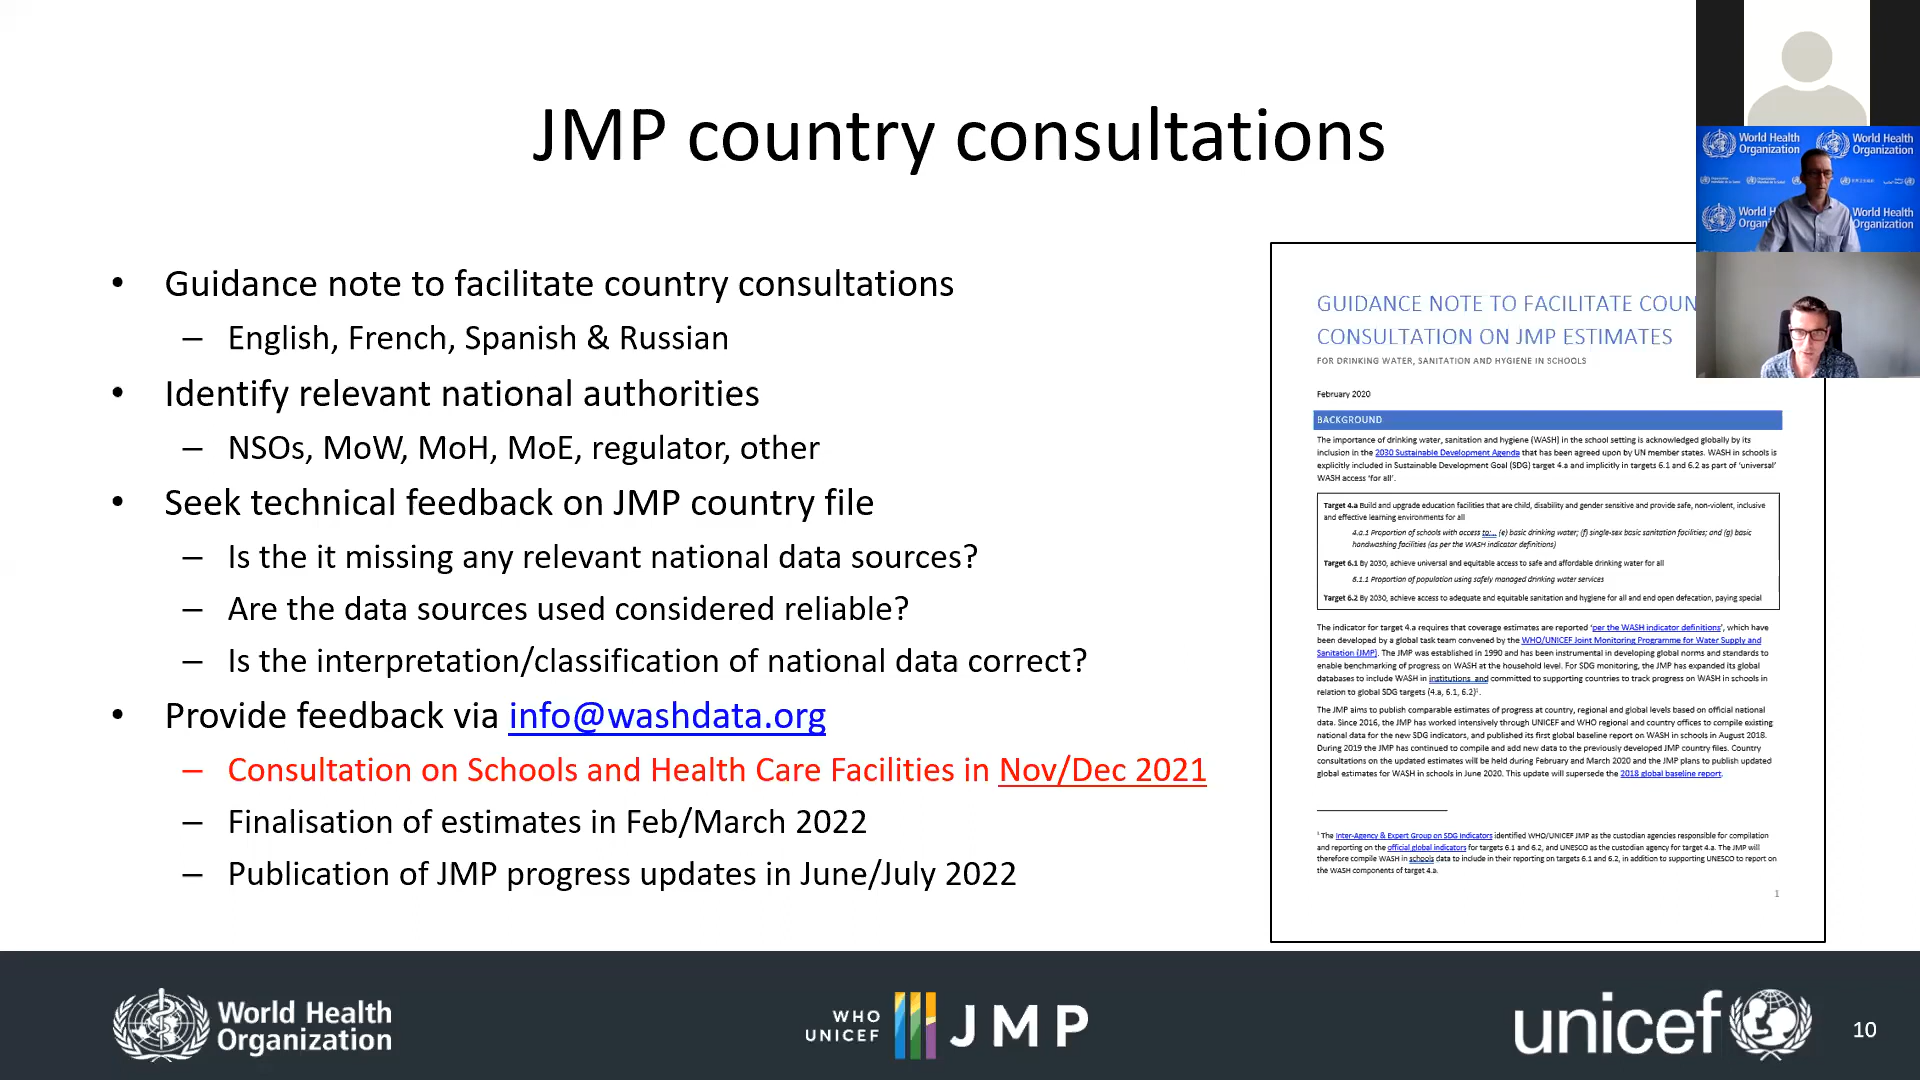 JMP country consultations
• Guidance note to facilitate country consultations
– English, French, Spanish & Russian
• Identify relevant national authorities
– NSOs, MoW, MoH, MoE, regulator, other
• Seek technical feedback on JMP country file
– Is the it missing any relevant national data sources?
– Are the data sources used considered reliable?
– Is the interpretation/classification of national data correct?
• Provide feedback via info@washdata.org
– Consultation on Schools and Health Care Facilities in Nov/Dec 2021
– Finalisation of estimates in Feb/March 2022
– Publication of JMP progress updates in June/July 2022
GUIDANCE NOTE TO FACILITATE COUN
CONSULTATION ON JMP ESTIMATES
FOR DRINKING WATER, SANITATION AND HYGIENE IN SCHOOLS
February 2020
BACKGROUND
The importance of drinking water, sanitation and hygiene (WASH) in the school setting is acknowledged globally by its
inclusion in the 2030 Sustainable Development Agenda that has been agreed upon by UN member states. WASH in schools is
explicitly included in Sustainable Development Goal (SDG) target 4.a and implicitly in targets 6.1 and 6.2 as part of 'universal'
WASH access 'for all'.
Target 4.a Build and upgrade education facilities that are child, disability and gender sensitive and provide safe, non-violent, inclusive
and effective learning environments for all
4.a.1 Proportion of schools with access to:... (e) basic drinking water; (f) single-sex basic sanitation facilities; and (g) basic
handwashing facilities (as per the WASH indicator definitions)
Target 6.1 By 2030, achieve universal and equitable access to safe and affordable drinking water for all
6.1.1 Proportion of population using safely managed drinking water services
Target 6.2 By 2030, achieve access to adequate and equitable sanitation and hygiene for all and end open defecation, paying special
The indicator for target 4.a requires that coverage estimates are reported 'per the WASH indicator definitions', which have
been developed by a global task team convened by the WHO/UNICEF Joint Monitoring Programme for Water Supply and
Sanitation (JMP). The JMP was established in 1990 and has been instrumental in developing global norms and standards to
enable benchmarking of progress on WASH at the household level. For SDG monitoring, the JMP has expanded its global
databases to include WASH in institutions and committed to supporting countries to track progress on WASH in schools in
relation to global SDG targets (4.a, 6.1, 6.2)1.
The JMP aims to publish comparable estimates of progress at country, regional and global levels based on official national
data. Since 2016, the JMP has worked intensively through UNICEF and WHO regional and country offices to compile existing
national data for the new SDG indicators, and published its first global baseline report on WASH in schools in August 2018.
During 2019 the JMP has continued to compile and add new data to the previously developed JMP country files. Country
consultations on the updated estimates will be held during February and March 2020 and the JMP plans to publish updated
global estimates for WASH in schools in June 2020. This update will supersede the 2018 global baseline report.
1 The Inter-Agency & Expert Group on SDG Indicators identified WHO/UNICEF JMP as the custodian agencies responsible for compilation
and reporting on the official global indicators for targets 6.1 and 6.2, and UNESCO as the custodian agency for target 4.a. The JMP will
therefore compile WASH in schools data to include in their reporting on targets 6.1 and 6.2, in addition to supporting UNESCO to report on
the WASH components of target 4.a.
1
World Health
Organization
World Health
Organization
World H
Organ
World Health
Organization
World Health
Organization
WHO
UNICEF
JMP
unicef
10